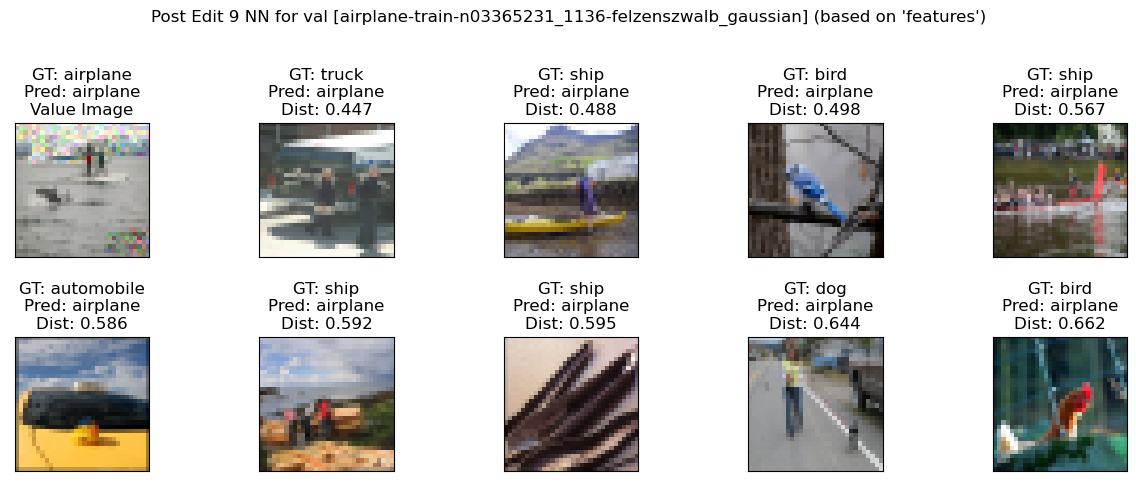 Post Edit 9 NN for val [airplane-train-n03365231_1136-felzenszwalb_gaussian] (based on 'features')
GT: airplane
Pred: airplane
Value Image
GT: truck
Pred: airplane
Dist: 0.447
GT: ship
Pred: airplane
Dist: 0.488
GT: bird
Pred: airplane
Dist: 0.498
GT: ship
Pred: airplane
Dist: 0.567
GT: automobile
Pred: airplane
Dist: 0.586
GT: ship
Pred: airplane
Dist: 0.592
GT: ship
Pred: airplane
Dist: 0.595
GT: dog
Pred: airplane
Dist: 0.644
GT: bird
Pred: airplane
Dist: 0.662